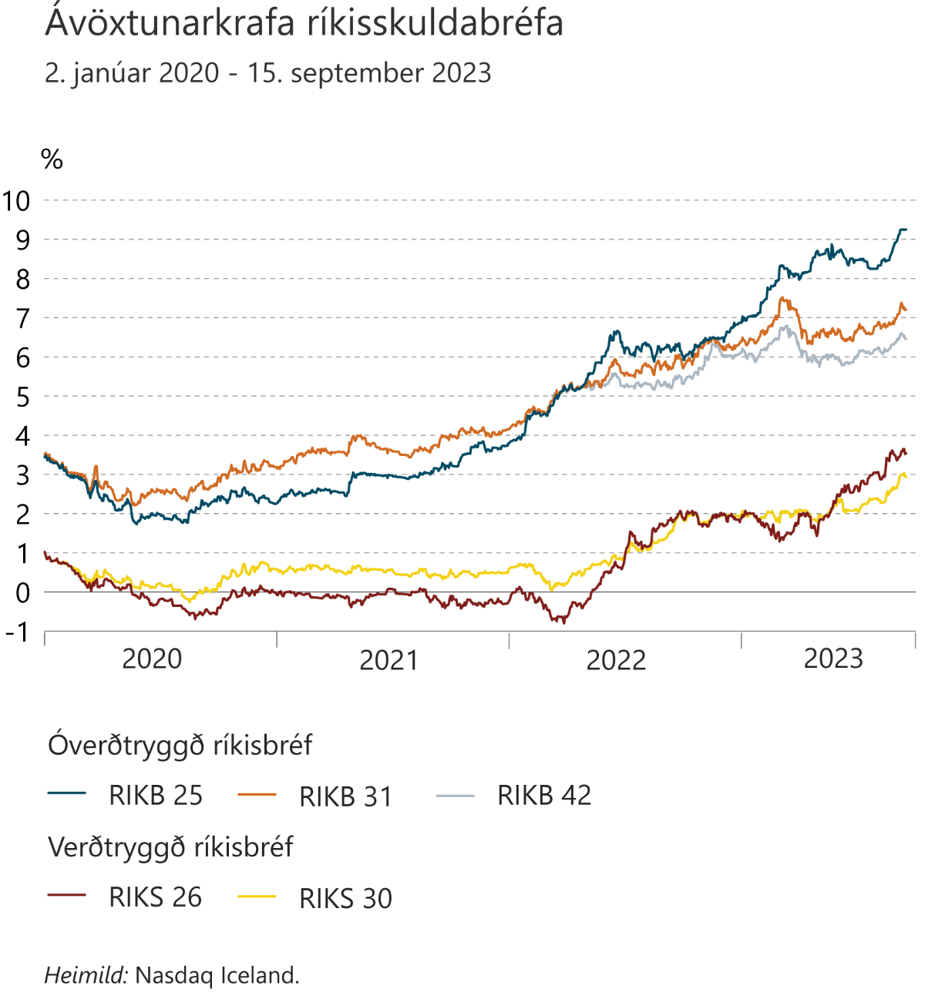 Ávöxtunarkrafa ríkisskuldabréfa
2. janúar 2020 - 15. september 2023
%
10
9
8
7
6
5
4
3
2
1
0
-1
2020 2021 2022 2023
Óverðtryggð ríkisbréf
RIKB 25 RIKB 31 RIKB 42
Verðtryggð ríkisbréf
RIKS 26 RIKS 30
Heimild: Nasdaq Iceland.